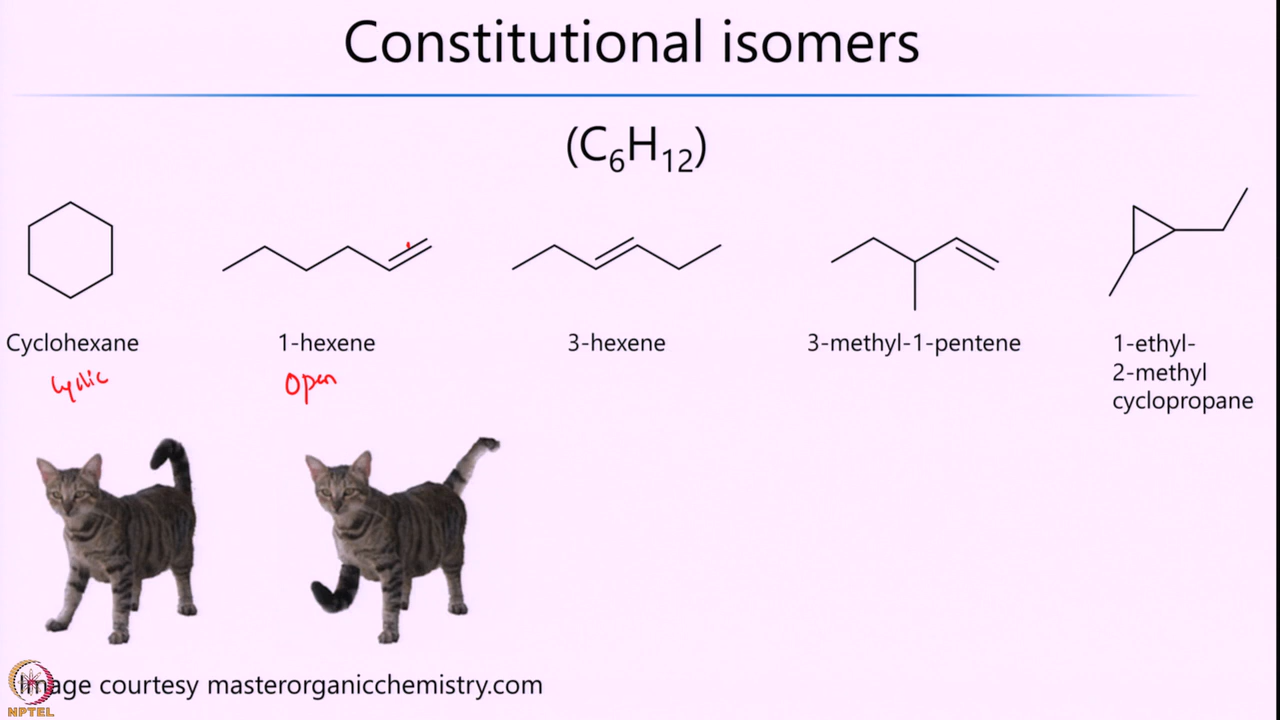 Constitutional isomers
(C₆H₁₂)
Cyclohexane
1-hexene
3-hexene
3-methyl-1-pentene
1-ethyl-
2-methyl
cyclopropane
Cyclic
Open
Image courtesy masterorganicchemistry.com
NPTEL